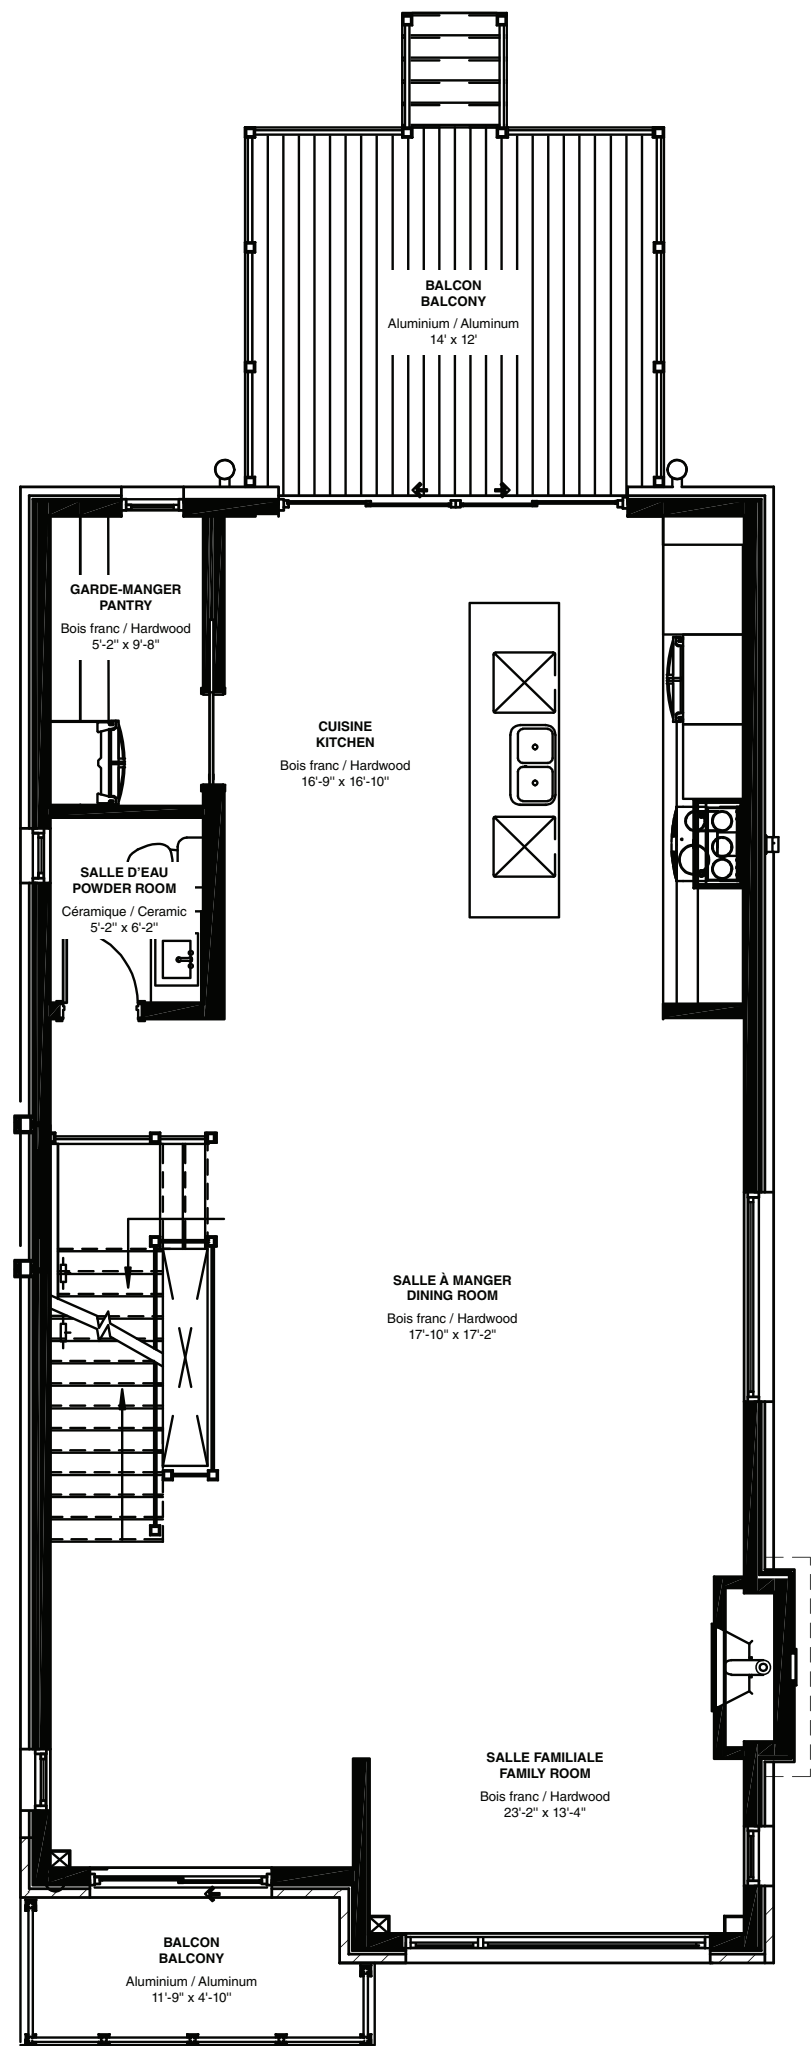 BALCON
BALCONY
Aluminium / Aluminum
14' x 12'
GARDE-MANGER
PANTRY
Bois franc / Hardwood
5'-2" x 9'-8"
CUISINE
KITCHEN
Bois franc / Hardwood
16'-9" x 16'-10"
SALLE D'EAU
POWDER ROOM
Céramique / Ceramic
5'-2" x 6'-2"
SALLE À MANGER
DINING ROOM
Bois franc / Hardwood
17'-10" x 17'-2"
SALLE FAMILIALE
FAMILY ROOM
Bois franc / Hardwood
23'-2" x 13'-4"
BALCON
BALCONY
Aluminium / Aluminum
11'-9" x 4'-10"